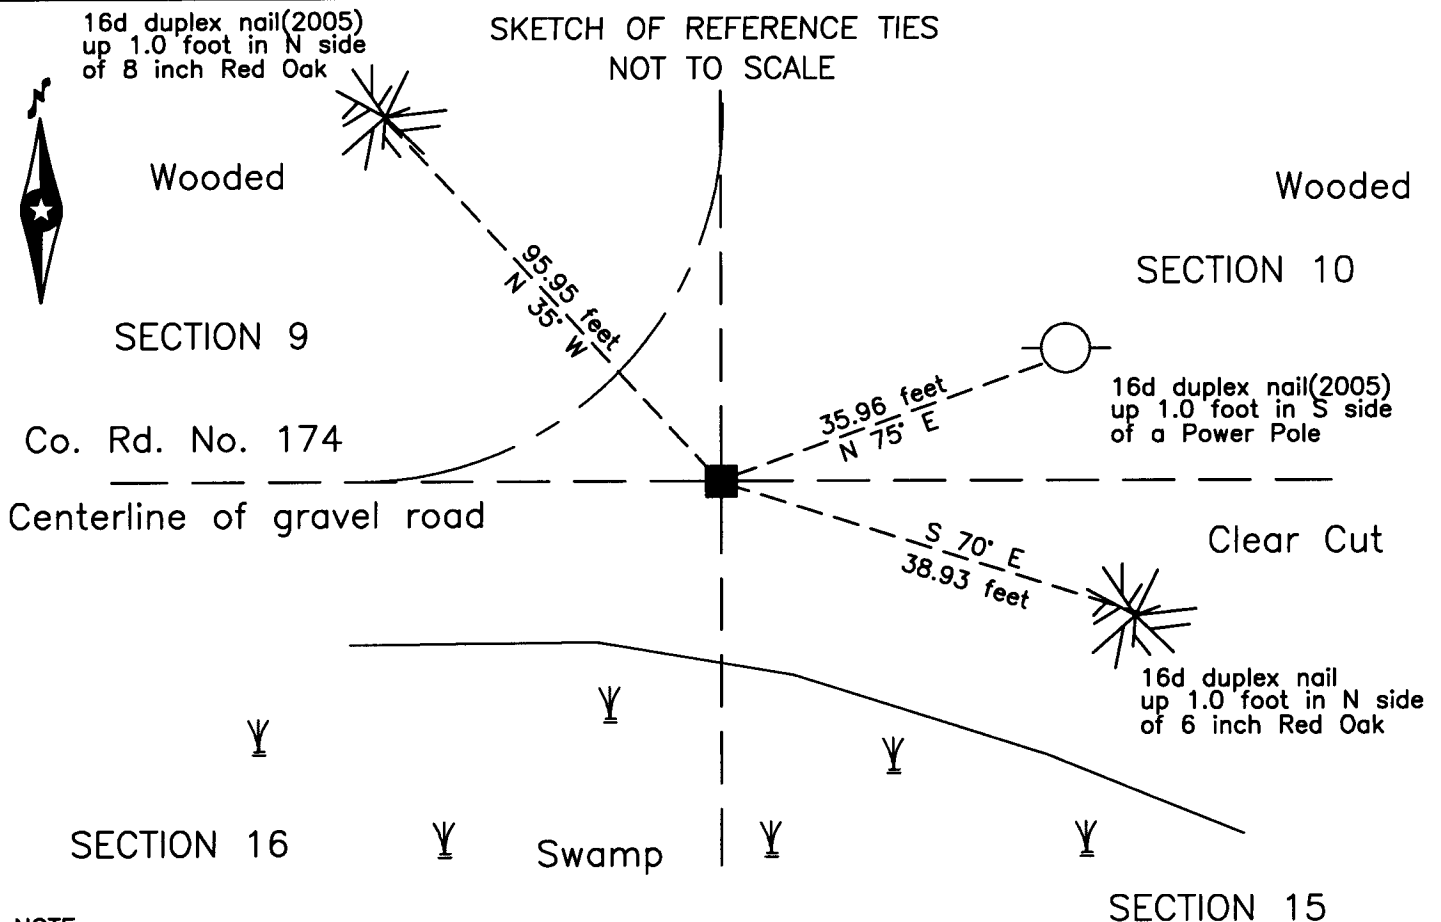 16d duplex nail(2005)
up 1.0 foot in N side
of 8 inch Red Oak
SKETCH OF REFERENCE TIES
NOT TO SCALE
N
Wooded
Wooded
SECTION 10
95.95 feet
N 35° W
SECTION 9
16d duplex nail(2005)
up 1.0 foot in S side
of a Power Pole
35.96 feet
N 75° E
Co. Rd. No. 174
Centerline of gravel road
S 70° E
38.93 feet
Clear Cut
16d duplex nail
up 1.0 foot in N side
of 6 inch Red Oak
SECTION 16
Swamp
SECTION 15